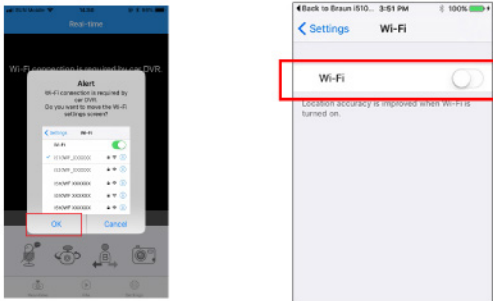 Real-time
Wi-Fi connection is required by car DVR.
Alert
Wi-Fi connection is required by
car DVR.
Do you want to move the Wi-Fi
settings screen?
Settings Wi-Fi
Wi-Fi
OK Cancel
Back to Braun i510... 3:51 PM 100%
Settings Wi-Fi
Wi-Fi
Location accuracy is improved when Wi-Fi is
turned on.